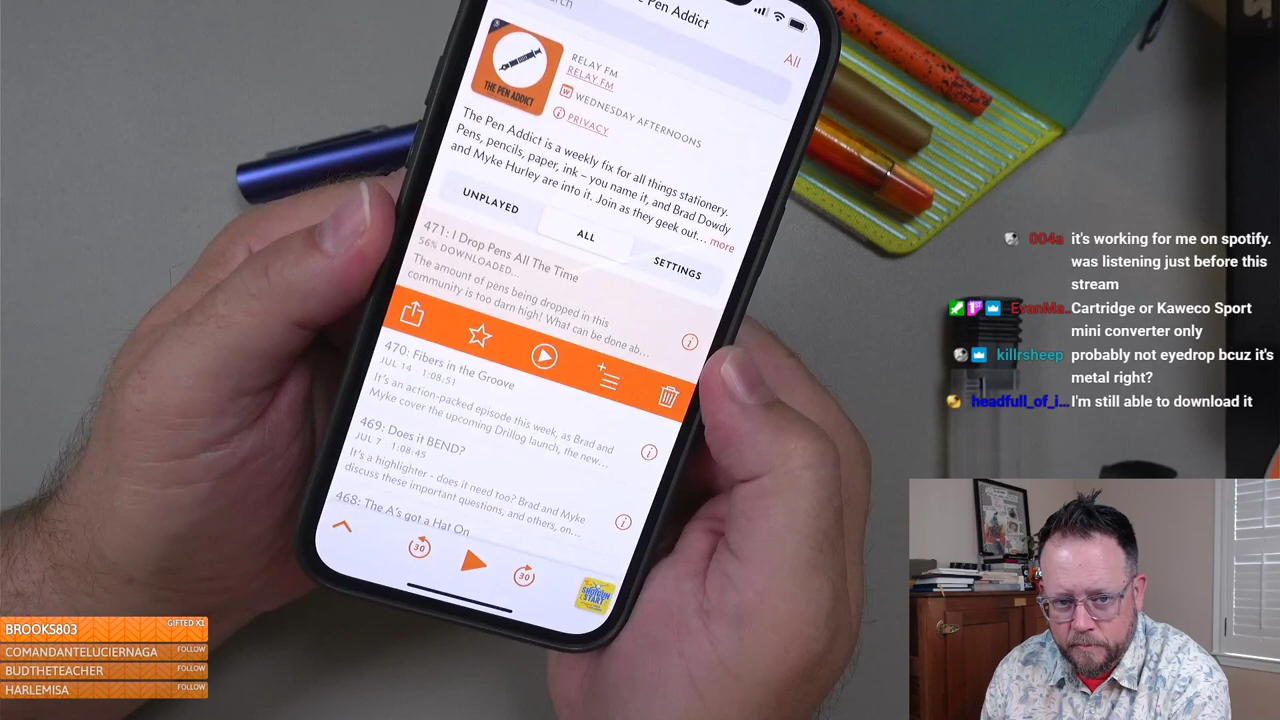 e Pen Addict
rch
All
THE PEN ADDICT
RELAY FM
RELAY.FM
WEDNESDAY AFTERNOONS
PRIVACY
The Pen Addict is a weekly fix for all things stationery.
Pens, pencils, paper, ink – you name it, and Brad Dowdy
and Myke Hurley are into it. Join as they geek out... more
UNPLAYED
ALL
SETTINGS
471: I Drop Pens All The Time
56% DOWNLOADED...
The amount of pens being dropped in this
community is too darn high! What can be done ab...
470: Fibers in the Groove
JUL 14 . 1:08:51
It's an action-packed episode this week, as Brad and
Myke cover the upcoming Drillog launch, the new...
469: Does it BEND?
JUL 7 . 1:08:45
It's a highlighter - does it need too? Brad and Myke
discuss these important questions, and others, on...
468: The A's got a Hat On
30
30
SHOTGUN
START
004a it's working for me on spotify.
was listening just before this
stream
EvanMa.. Cartridge or Kaweco Sport
mini converter only
killrsheep probably not eyedrop bcuz it's
metal right?
headfull_of_i... I'm still able to download it
BROOKS803 GIFTED X1
COMANDANTELUCIERNAGA FOLLOW
BUDTHETEACHER FOLLOW
HARLEMISA FOLLOW